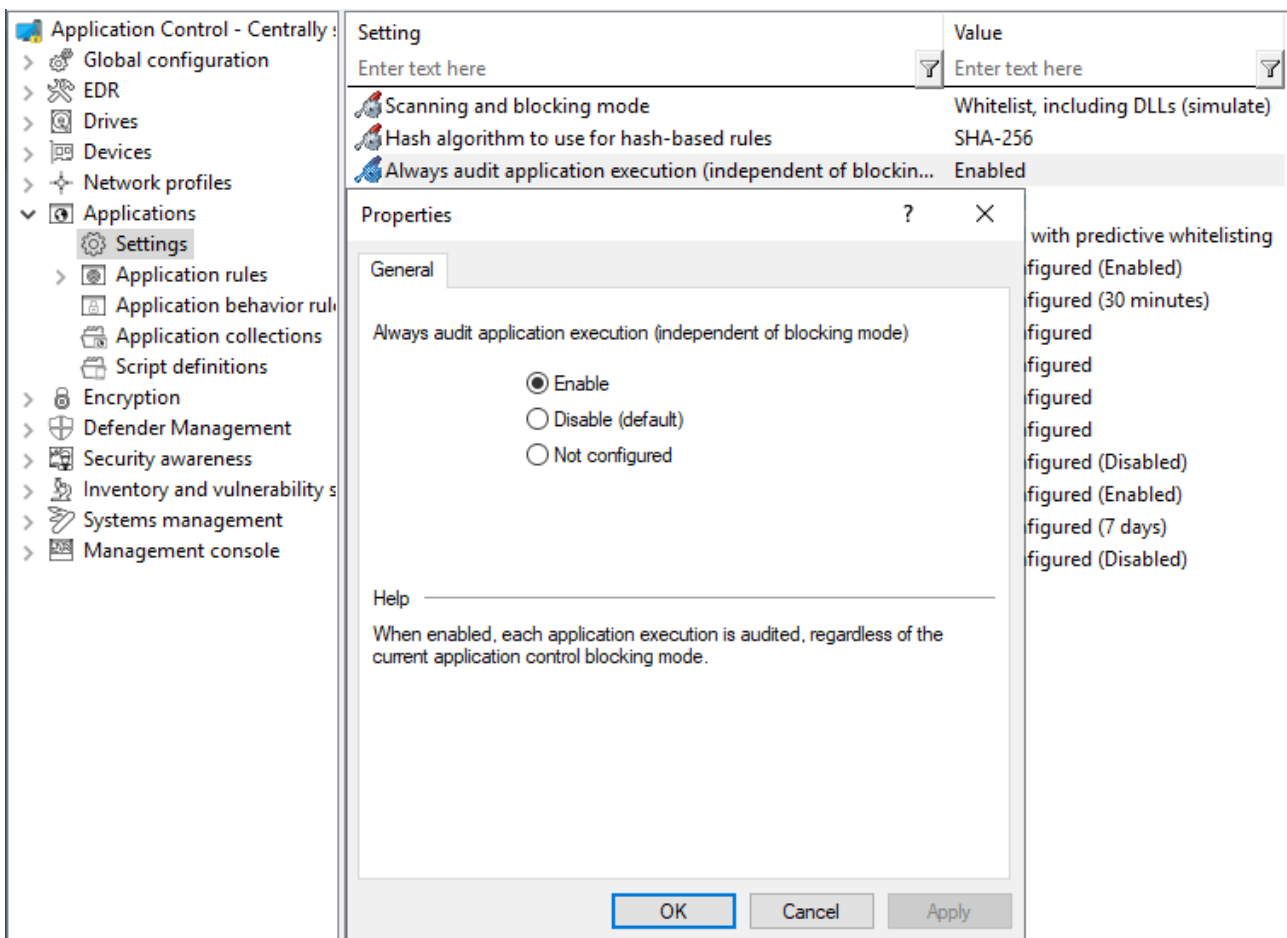 Application Control - Centrally
Global configuration
EDR
Drives
Devices
Network profiles
Applications
Settings
Application rules
Application behavior
Application collections
Script definitions
Encryption
Defender Management
Security awareness
Inventory and vulnerability
Systems management
Management console
Setting Value
Enter text here Enter text here
Scanning and blocking mode Whitelist, including DLLs (simulate)
Hash algorithm to use for hash-based rules SHA-256
Always audit application execution (independent of blockin... Enabled
with predictive whitelisting
figured (Enabled)
figured (30 minutes)
figured
figured
figured
figured
figured (Disabled)
figured (Enabled)
figured (7 days)
figured (Disabled)
Properties ?
General
Always audit application execution (independent of blocking mode)
Enable
Disable (default)
Not configured
Help
When enabled, each application execution is audited, regardless of the
current application control blocking mode.
OK Cancel Apply